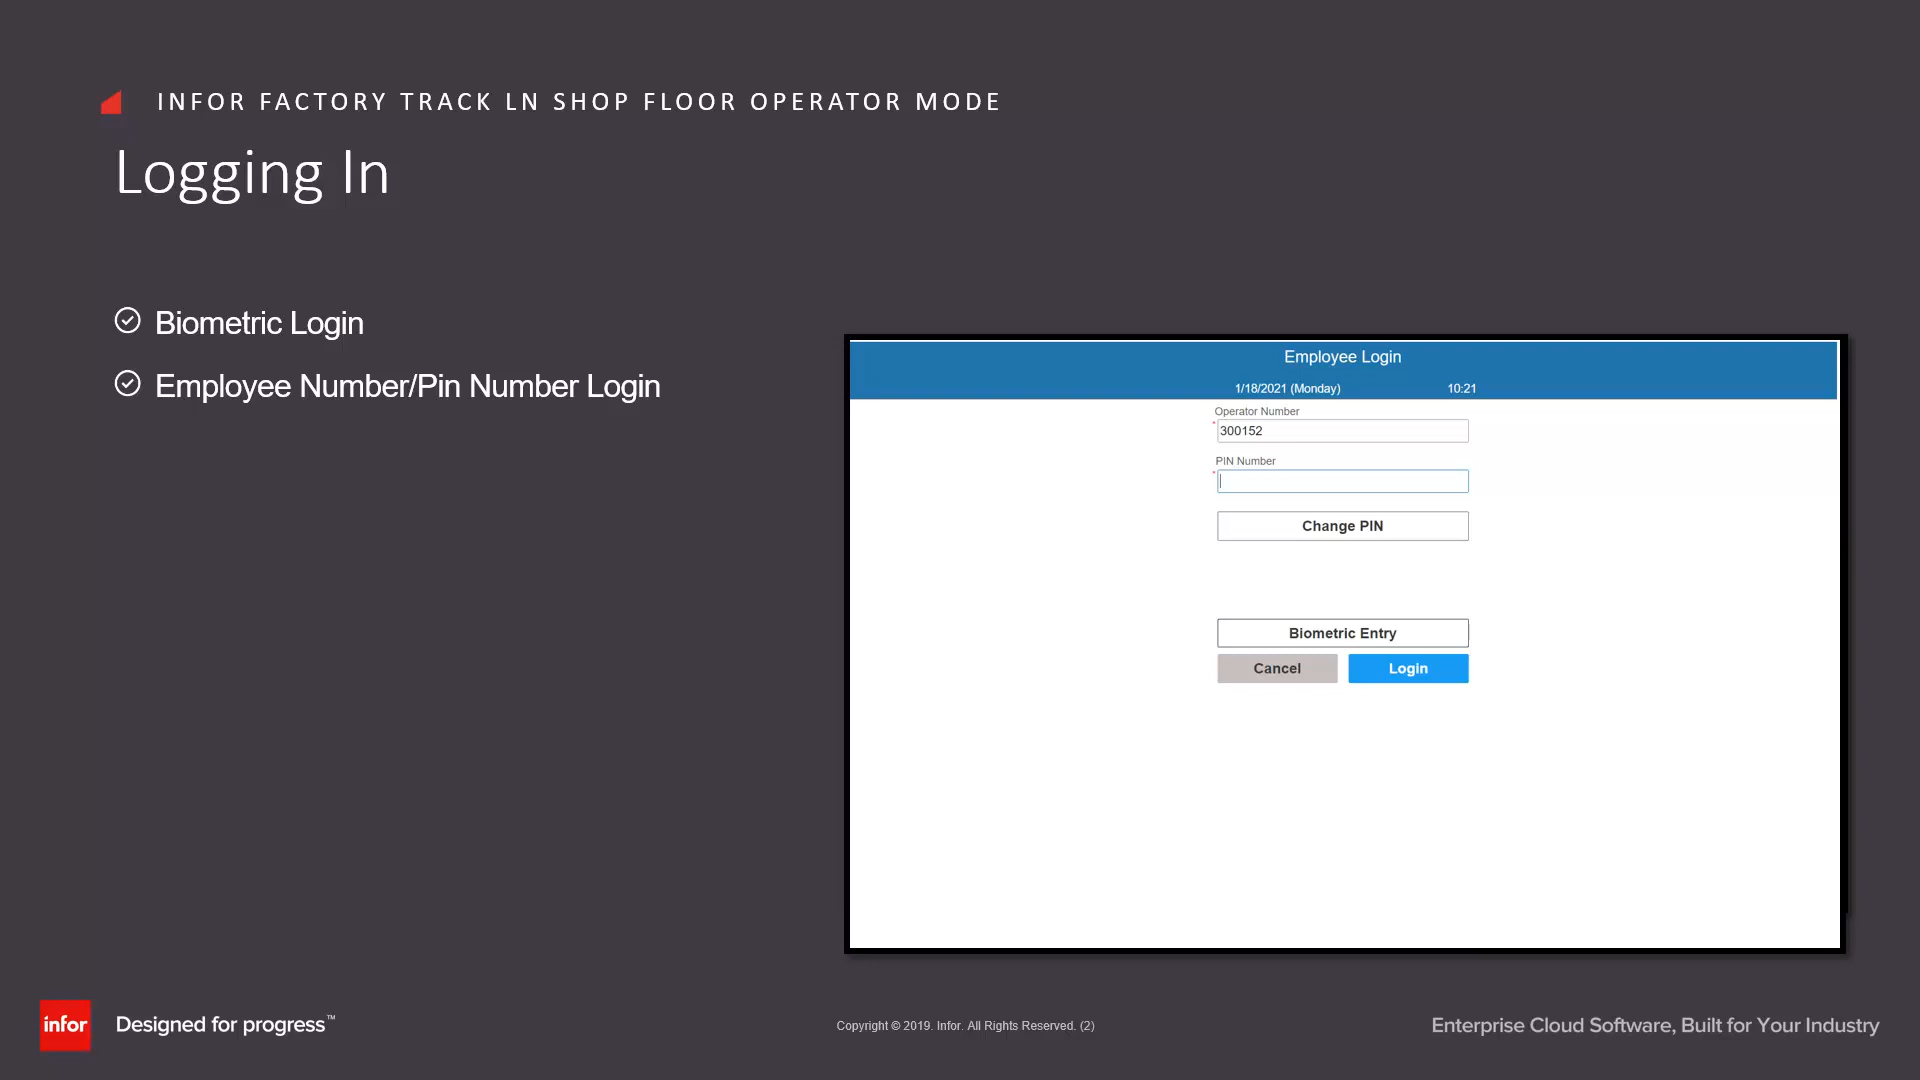 INFOR FACTORY TRACK LN SHOP FLOOR OPERATOR MODE
Logging In
Biometric Login
Employee Number/Pin Number Login
Employee Login
1/18/2021 (Monday) 10:21
Operator Number
* 300152
PIN Number
*
Change PIN
Biometric Entry
Cancel Login
infor Designed for progress™
Copyright © 2019. Infor. All Rights Reserved. (2)
Enterprise Cloud Software, Built for Your Industry